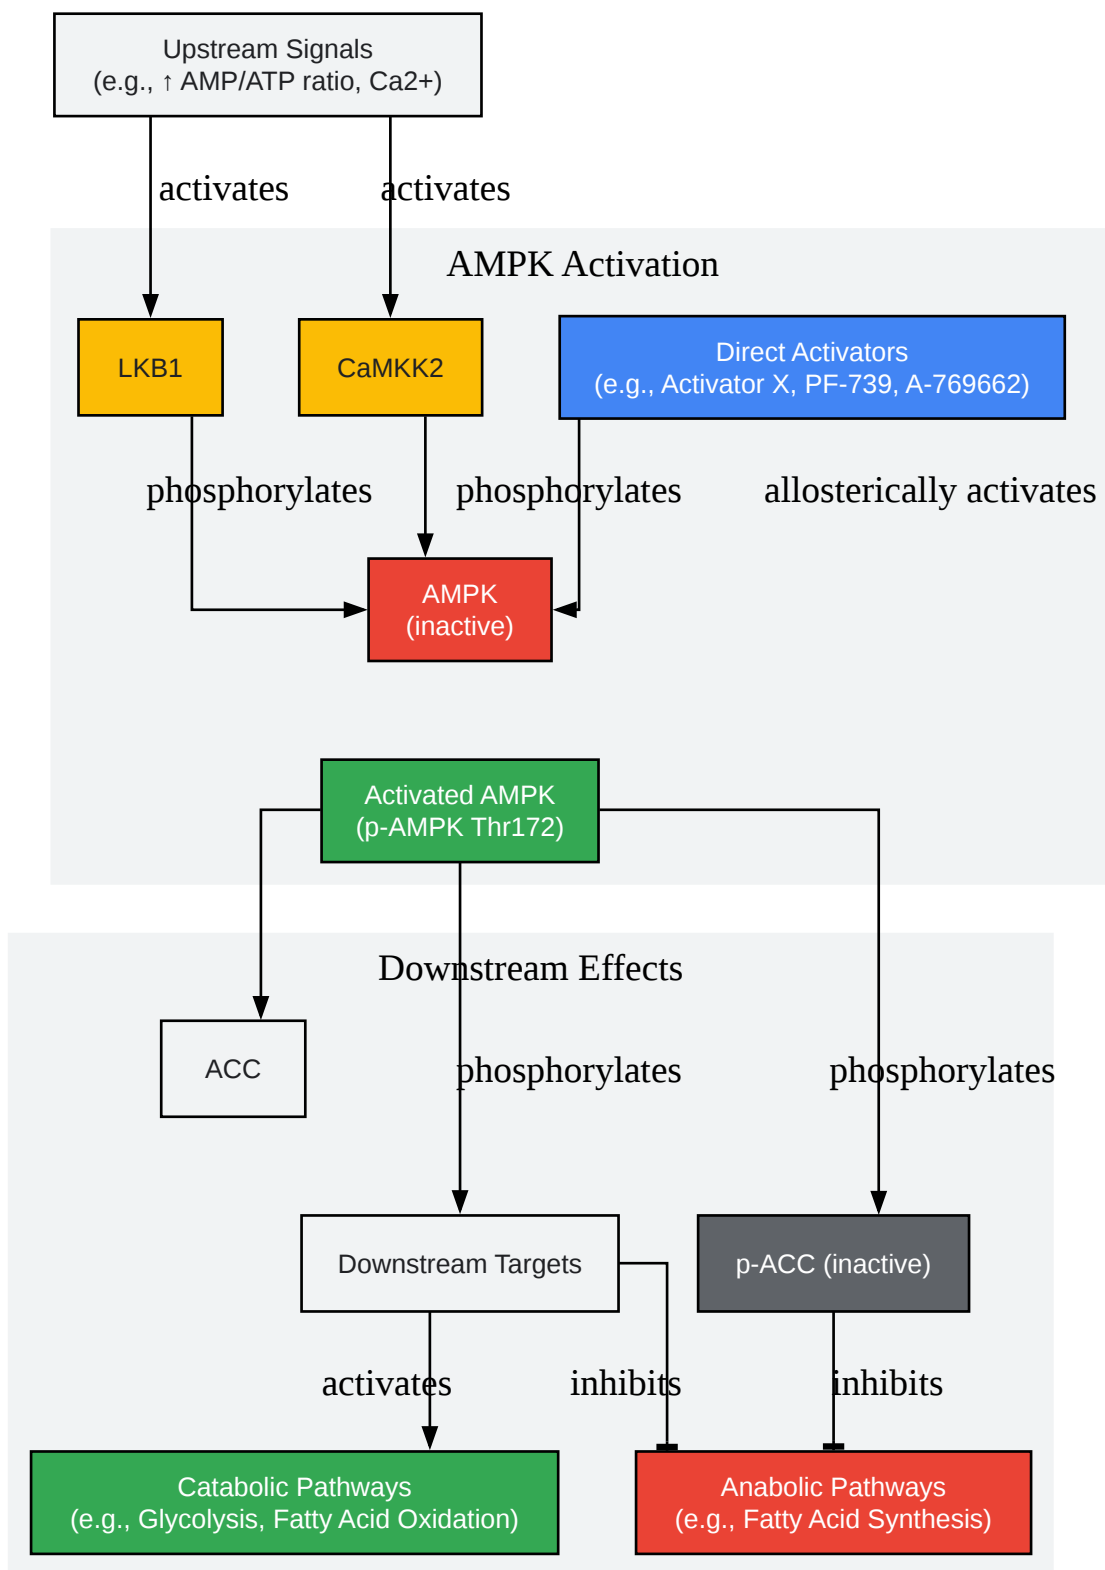 Upstream Signals
(e.g., ↑ AMP/ATP ratio, Ca2+)
activates
activates
AMPK Activation
LKB1
CaMKK2
Direct Activators
(e.g., Activator X, PF-739, A-769662)
phosphorylates
phosphorylates
allosterically activates
AMPK
(inactive)
Activated AMPK
(p-AMPK Thr172)
Downstream Effects
ACC
phosphorylates
phosphorylates
Downstream Targets
p-ACC (inactive)
activates
inhibits
inhibits
Catabolic Pathways
(e.g., Glycolysis, Fatty Acid Oxidation)
Anabolic Pathways
(e.g., Fatty Acid Synthesis)